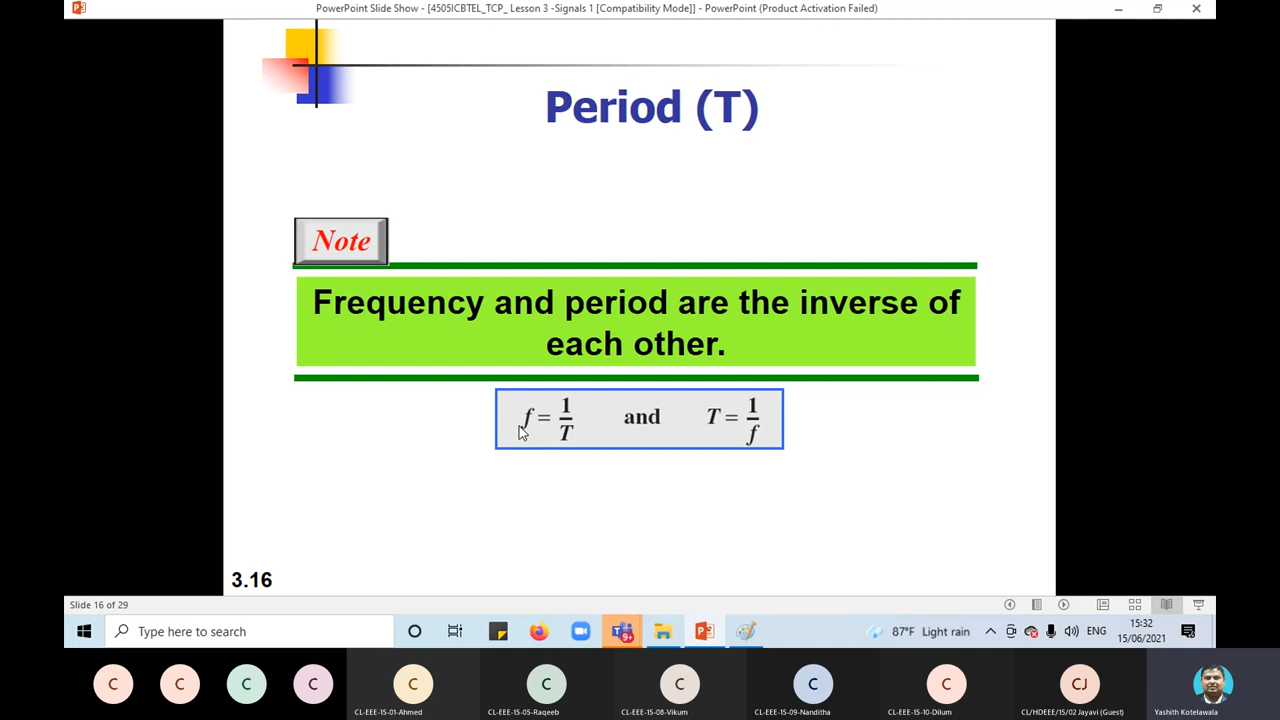 PowerPoint Slide Show - [4505ICBTEL_TCP_ Lesson 3 -Signals 1 [Compatibility Mode]] - PowerPoint (Product Activation Failed)
Period (T)
Note
Frequency and period are the inverse of
each other.
f = 1/T and T = 1/f
3.16
Slide 16 of 29
Type here to search
9+
87°F Light rain
ENG
15:32
15/06/2021
C C C C C C C C C CJ
CL-EEE-15-01-Ahmed CL-EEE-15-05-Raqeeb CL-EEE-15-08-Vikum CL-EEE-15-09-Nanditha CL-EEE-15-10-Dilum CL/HDEEE/15/02 Jayavi (Guest) Yashith Kotelawala